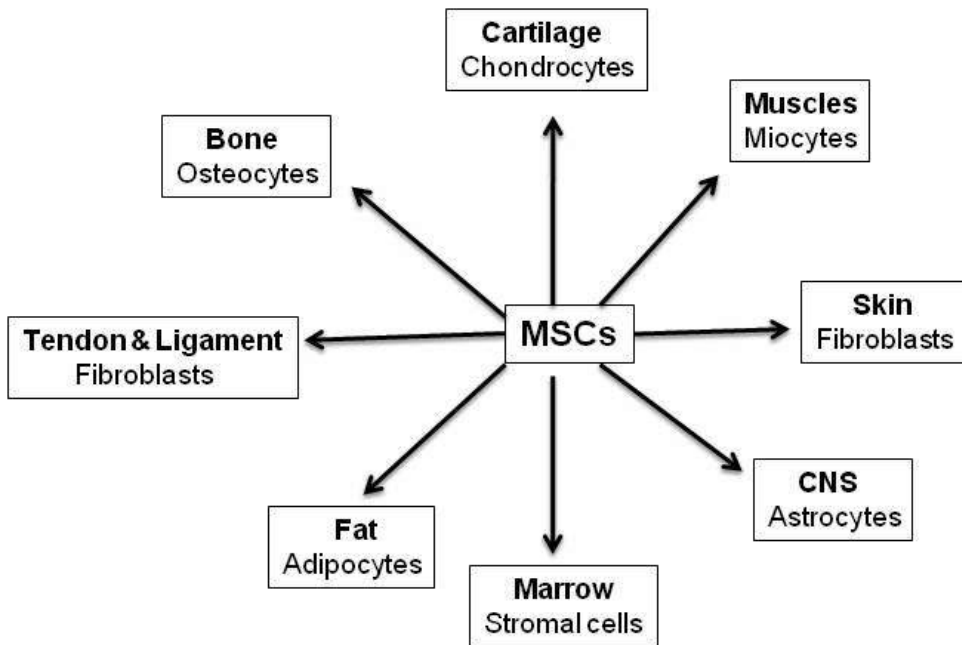 Cartilage
Chondrocytes
Muscles
Miocytes
Bone
Osteocytes
MSCs
Skin
Fibroblasts
Tendon & Ligament
Fibroblasts
CNS
Astrocytes
Fat
Adipocytes
Marrow
Stromal cells